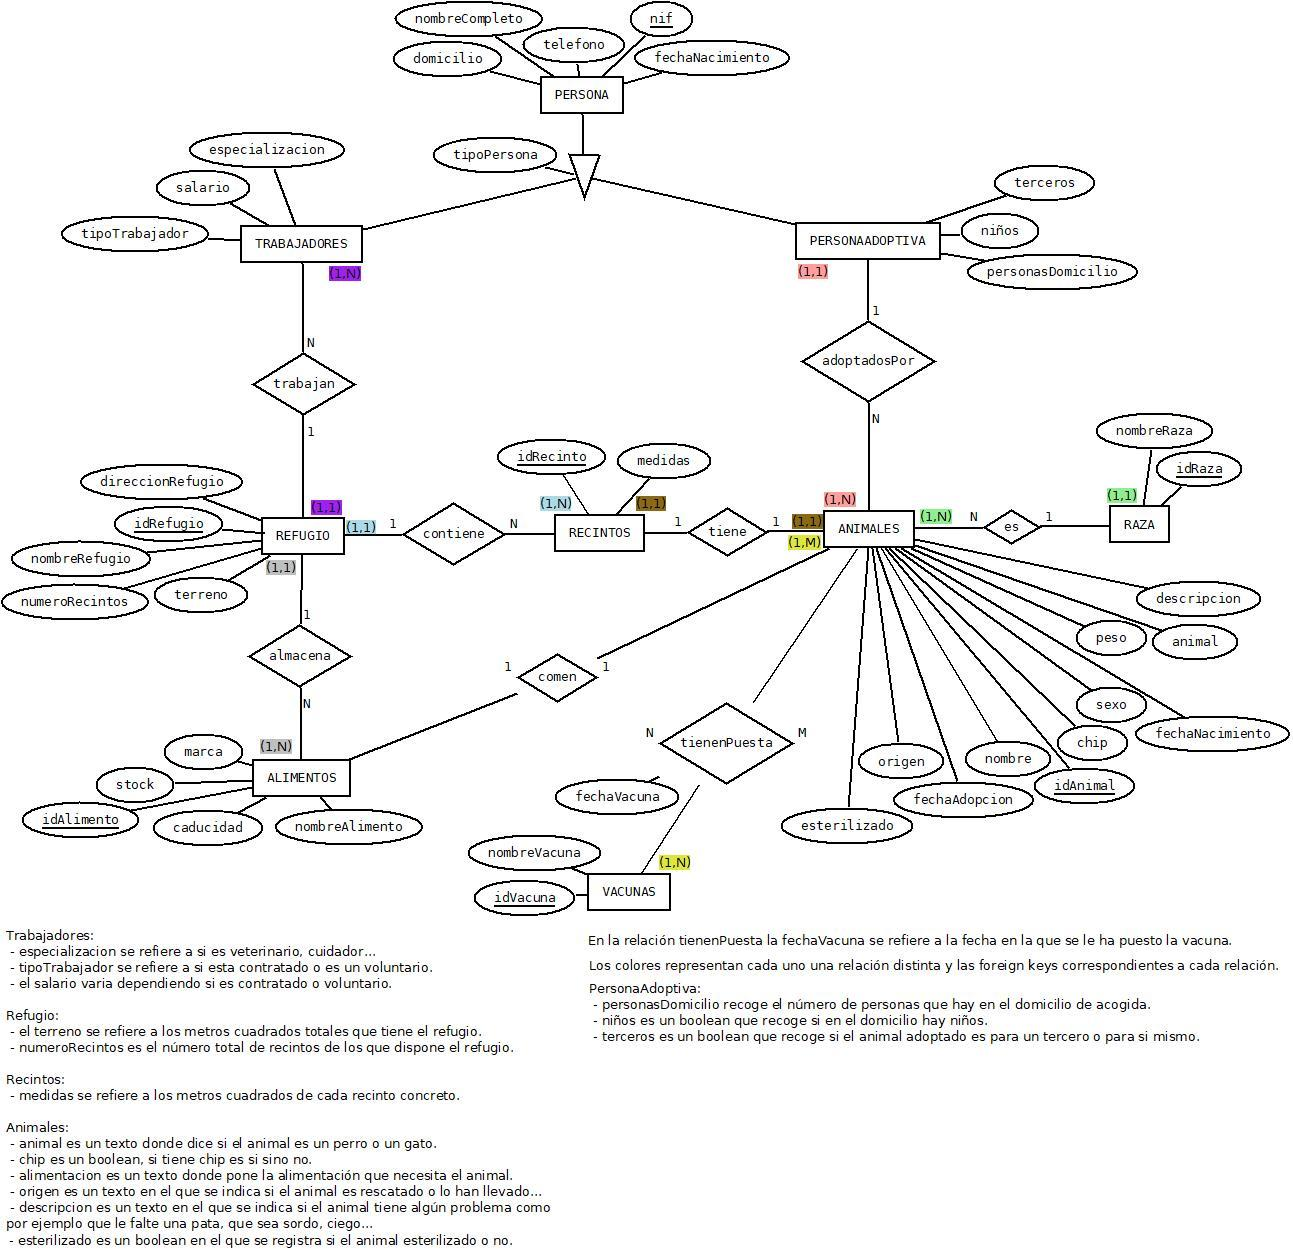 nombreCompleto
nif
telefono
domicilio
fechaNacimiento
PERSONA
especializacion
tipoPersona
salario
terceros
tipoTrabajador
niños
TRABAJADORES
PERSONAADOPTIVA
(1,N)
(1,1)
personasDomicilio
1
N
adoptadosPor
trabajan
N
1
nombreRaza
idRecinto
medidas
idRaza
direccionRefugio
(1,N)
(1,1)
(1,N)
(1,1)
(1,1)
idRefugio
(1,1)
1
contiene
N
RECINTOS
1
tiene
1
(1,1)
ANIMALES
(1,N)
N
es
1
RAZA
REFUGIO
(1,M)
nombreRefugio
(1,1)
numeroRecintos
terreno
descripcion
1
peso
animal
almacena
1
comen
1
N
sexo
marca
(1,N)
N
tienenPuesta
M
chip
fechaNacimiento
stock
ALIMENTOS
origen
nombre
idAnimal
fechaVacuna
fechaAdopcion
idAlimento
caducidad
nombreAlimento
esterilizado
nombreVacuna
(1,N)
idVacuna
VACUNAS
Trabajadores:
- especializacion se refiere a si es veterinario, cuidador...
- tipoTrabajador se refiere a si esta contratado o es un voluntario.
- el salario varia dependiendo si es contratado o voluntario.
Refugio:
- el terreno se refiere a los metros cuadrados totales que tiene el refugio.
- numeroRecintos es el número total de recintos de los que dispone el refugio.
Recintos:
- medidas se refiere a los metros cuadrados de cada recinto concreto.
Animales:
- animal es un texto donde dice si el animal es un perro o un gato.
- chip es un boolean, si tiene chip es si sino no.
- alimentacion es un texto donde pone la alimentación que necesita el animal.
- origen es un texto en el que se indica si el animal es rescatado o lo han llevado...
- descripcion es un texto en el que se indica si el animal tiene algún problema como
por ejemplo que le falte una pata, que sea sordo, ciego...
- esterilizado es un boolean en el que se registra si el animal esterilizado o no.
En la relación tienenPuesta la fechaVacuna se refiere a la fecha en la que se le ha puesto la vacuna.
Los colores representan cada uno una relación distinta y las foreign keys correspondientes a cada relación.
PersonaAdoptiva:
- personasDomicilio recoge el número de personas que hay en el domicilio de acogida.
- niños es un boolean que recoge si en el domicilio hay niños.
- terceros es un boolean que recoge si el animal adoptado es para un tercero o para si mismo.